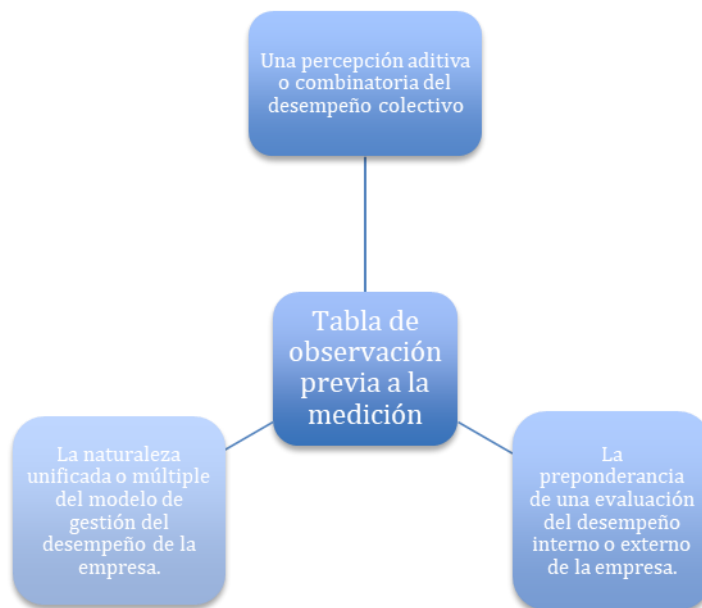 Una percepción aditiva
o combinatoria del
desempeño colectivo
Tabla de
observación
previa a la
medición
La naturaleza
unificada o múltiple
del modelo de
gestión del
desempeño de la
empresa.
La
preponderancia
de una evaluación
del desempeño
interno o externo
de la empresa.